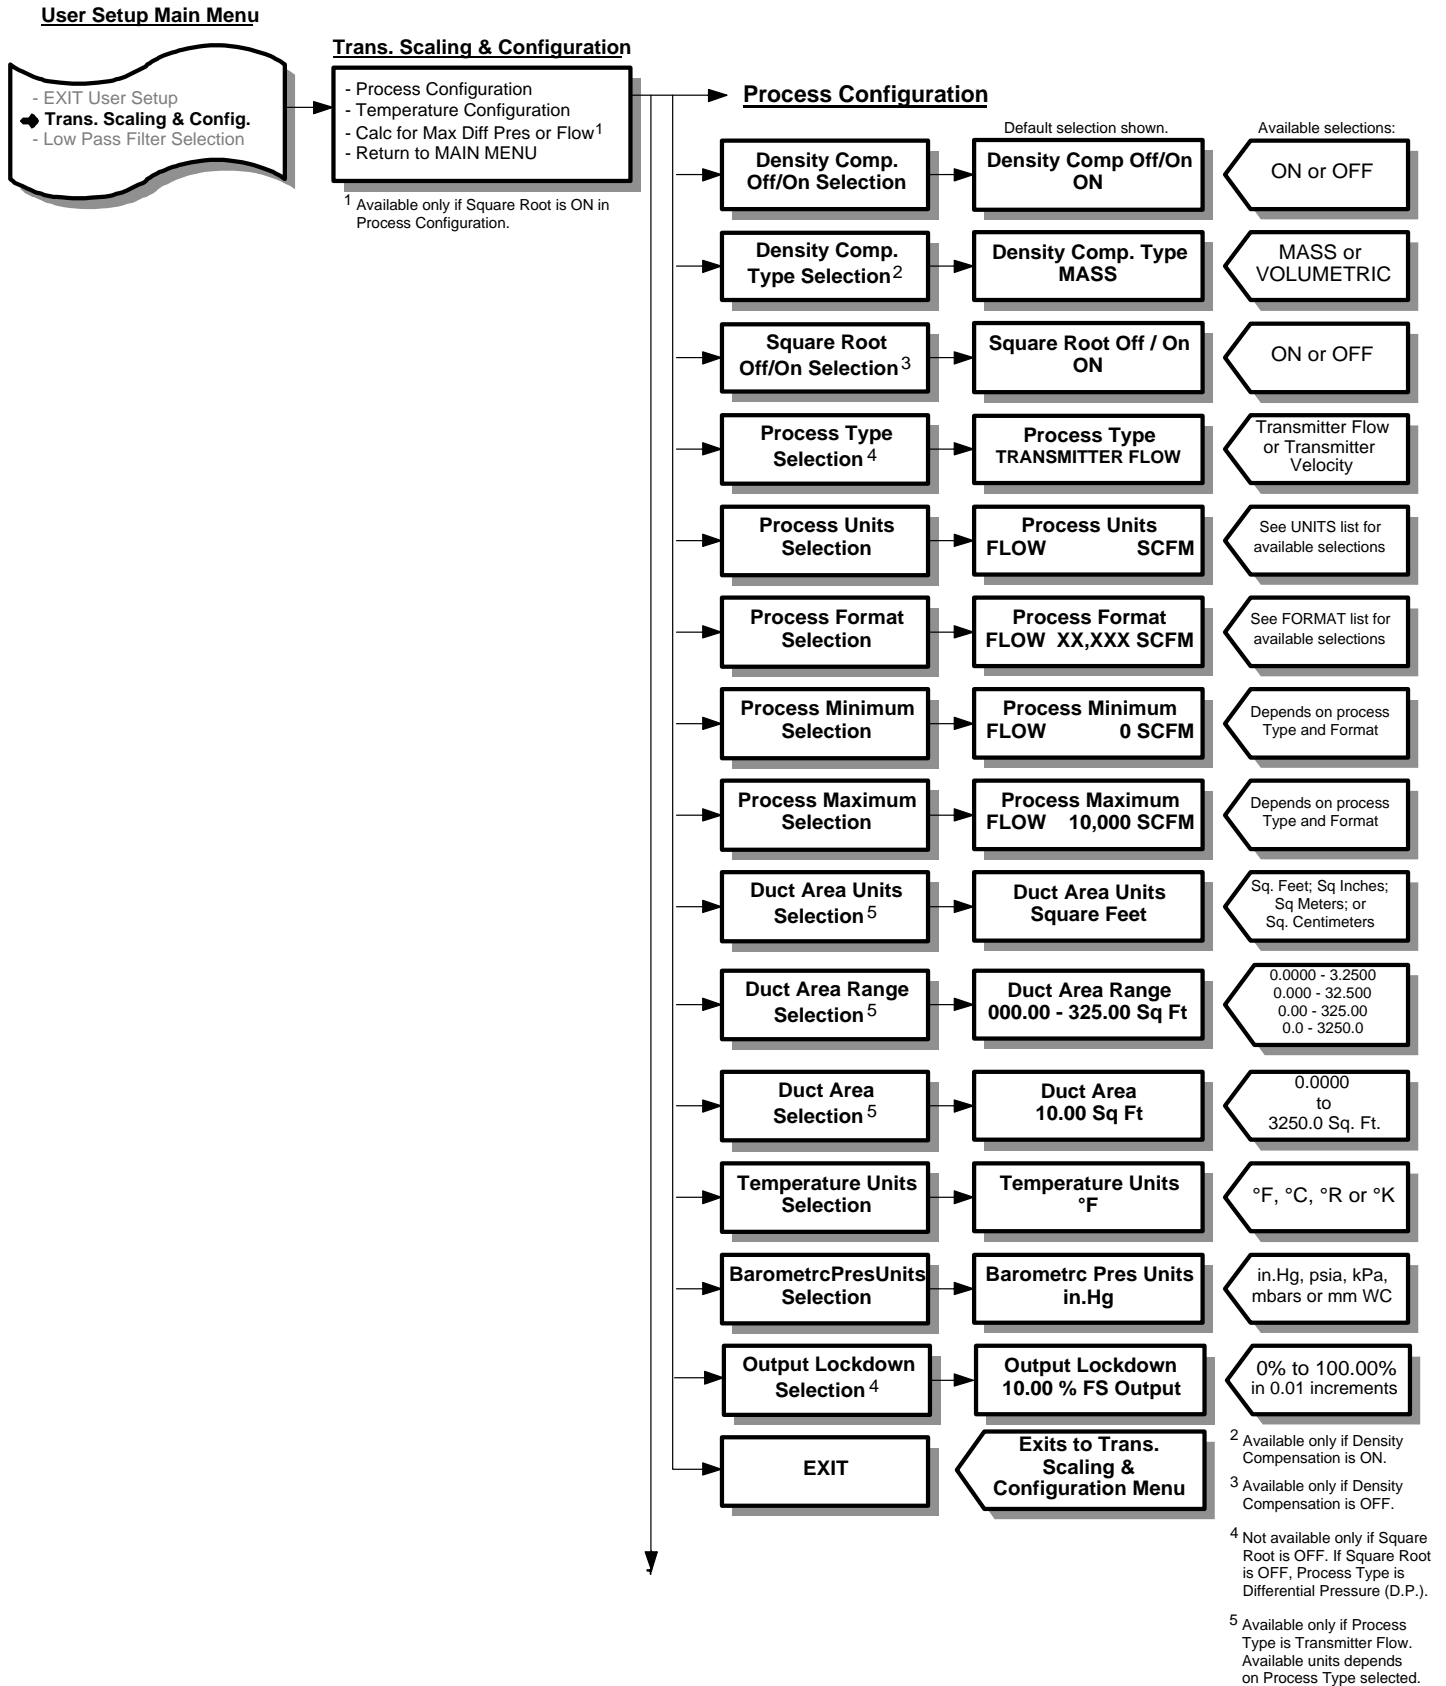 User Setup Main Menu
- EXIT User Setup
Trans. Scaling & Config.
- Low Pass Filter Selection
Trans. Scaling & Configuration
- Process Configuration
- Temperature Configuration
- Calc for Max Diff Pres or Flow 1
- Return to MAIN MENU
1 Available only if Square Root is ON in
Process Configuration.
Process Configuration
Default selection shown.
Available selections:
Density Comp.
Off/On Selection
Density Comp Off/On
ON
ON or OFF
Density Comp.
Type Selection 2
Density Comp. Type
MASS
MASS or
VOLUMETRIC
Square Root
Off/On Selection 3
Square Root Off / On
ON
ON or OFF
Process Type
Selection 4
Process Type
TRANSMITTER FLOW
Transmitter Flow
or Transmitter
Velocity
Process Units
Selection
Process Units
FLOW SCFM
See UNITS list for
available selections
Process Format
Selection
Process Format
FLOW XX,XXX SCFM
See FORMAT list for
available selections
Process Minimum
Selection
Process Minimum
FLOW 0 SCFM
Depends on process
Type and Format
Process Maximum
Selection
Process Maximum
FLOW 10,000 SCFM
Depends on process
Type and Format
Duct Area Units
Selection 5
Duct Area Units
Square Feet
Sq. Feet; Sq Inches;
Sq Meters; or
Sq. Centimeters
Duct Area Range
Selection 5
Duct Area Range
000.00 - 325.00 Sq Ft
0.0000 - 3.2500
0.000 - 32.500
0.00 - 325.00
0.0 - 3250.0
Duct Area
Selection 5
Duct Area
10.00 Sq Ft
0.0000
to
3250.0 Sq. Ft.
Temperature Units
Selection
Temperature Units
°F
°F, °C, °R or °K
BarometrcPresUnits
Selection
Barometrc Pres Units
in.Hg
in.Hg, psia, kPa,
mbars or mm WC
Output Lockdown
Selection 4
Output Lockdown
10.00 % FS Output
0% to 100.00%
in 0.01 increments
EXIT
Exits to Trans.
Scaling &
Configuration Menu
2 Available only if Density
Compensation is ON.
3 Available only if Density
Compensation is OFF.
4 Not available only if Square
Root is OFF. If Square Root
is OFF, Process Type is
Differential Pressure (D.P.).
5 Available only if Process
Type is Transmitter Flow.
Available units depends
on Process Type selected.